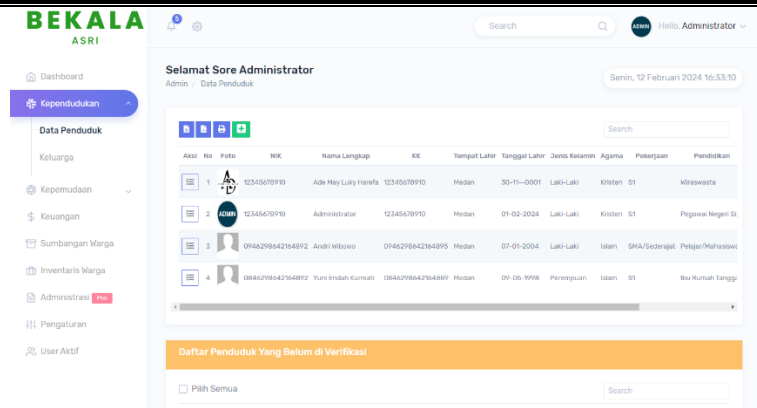 BEKALA
ASRI
5
Search
ADMIN
Hello, Administrator
Dashboard
Kependudukan
Data Penduduk
Keluarga
Kepemudaan
Keuangan
Sumbangan Warga
Inventaris Warga
Administrasi Pro
Pengaturan
User Aktif
Selamat Sore Administrator
Admin / Data Penduduk
Senin, 12 Februari 2024 16:33:10
Search
Aksi No Foto NIK Nama Lengkap KK Tempat Lahir Tanggal Lahir Jenis Kelamin Agama Pekerjaan Pendidikan
1 12345678910 Ade May Luky Harefa 12345678910 Medan 30-11--0001 Laki-Laki Kristen S1 Wiraswasta
2 ADMIN 12345678910 Administrator 12345678910 Medan 01-02-2024 Laki-Laki Kristen S1 Pegawai Negeri Si
3 0946298642164892 Andri Wibowo 0946298642164895 Medan 07-01-2004 Laki-Laki Islam SMA/Sederajat Pelajar/Mahasiswa
4 0846298642164892 Yuni Indah Kurniati 0846298642164889 Medan 09-05-1998 Perempuan Islam S1 Ibu Rumah Tangga
Daftar Penduduk Yang Belum di Verifikasi
Pilih Semua
Search